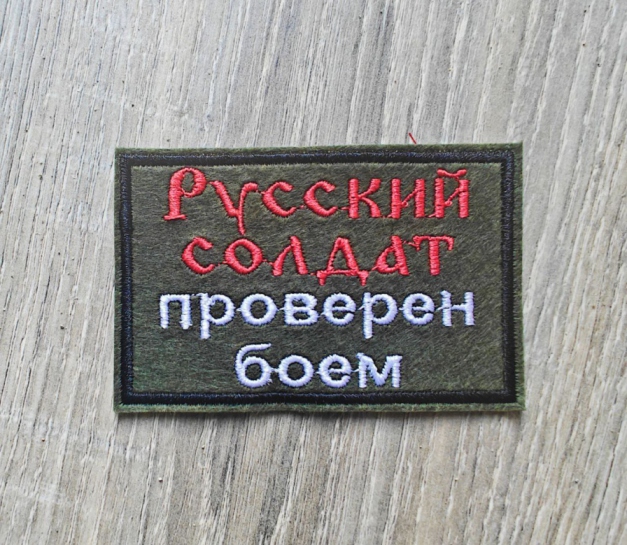 Русский
солдат
проверен
боем